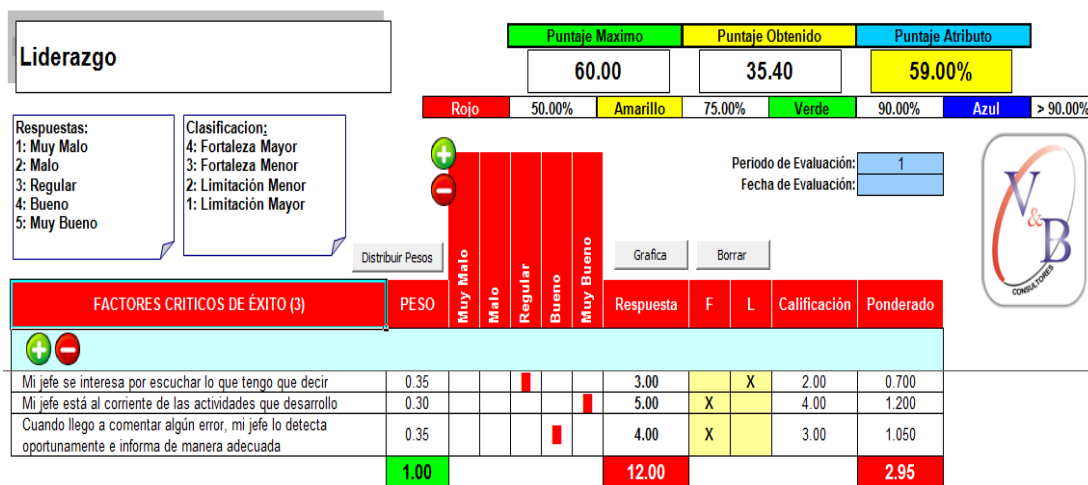 Liderazgo
Puntaje Maximo Puntaje Obtenido Puntaje Atributo
60.00 35.40 59.00%
Rojo 50.00% Amarillo 75.00% Verde 90.00% Azul > 90.00%
Respuestas:
1: Muy Malo
2: Malo
3: Regular
4: Bueno
5: Muy Bueno
Clasificacion:
4: Fortaleza Mayor
3: Fortaleza Menor
2: Limitación Menor
1: Limitación Mayor
Periodo de Evaluación: 1
Fecha de Evaluación:
V&B
CONSULTORES
Distribuir Pesos
Grafica Borrar
FACTORES CRITICOS DE ÉXITO (3) PESO Muy Malo Malo Regular Bueno Muy Bueno Respuesta F L Calificación Ponderado
Mi jefe se interesa por escuchar lo que tengo que decir 0.35 3.00 X 2.00 0.700
Mi jefe está al corriente de las actividades que desarrollo 0.30 5.00 X 4.00 1.200
Cuando llego a comentar algún error, mi jefe lo detecta
oportunamente e informa de manera adecuada 0.35 4.00 X 3.00 1.050
1.00 12.00 2.95